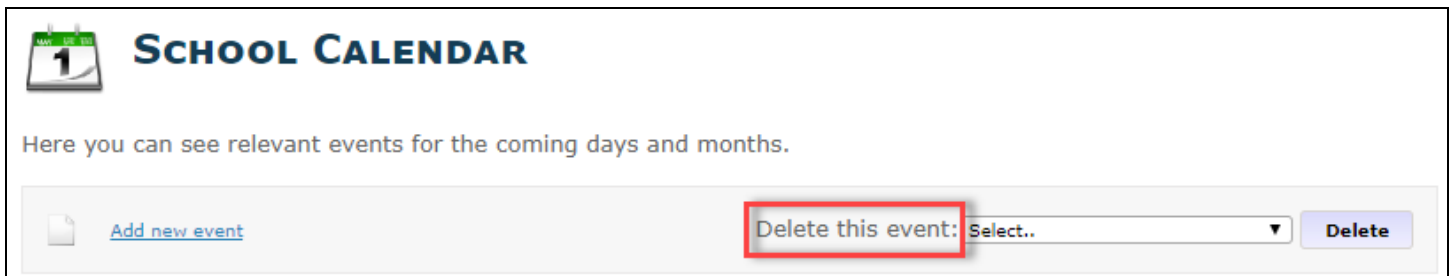 School Calendar
1
Here you can see relevant events for the coming days and months.
Add new event Delete this event: Select.. Delete